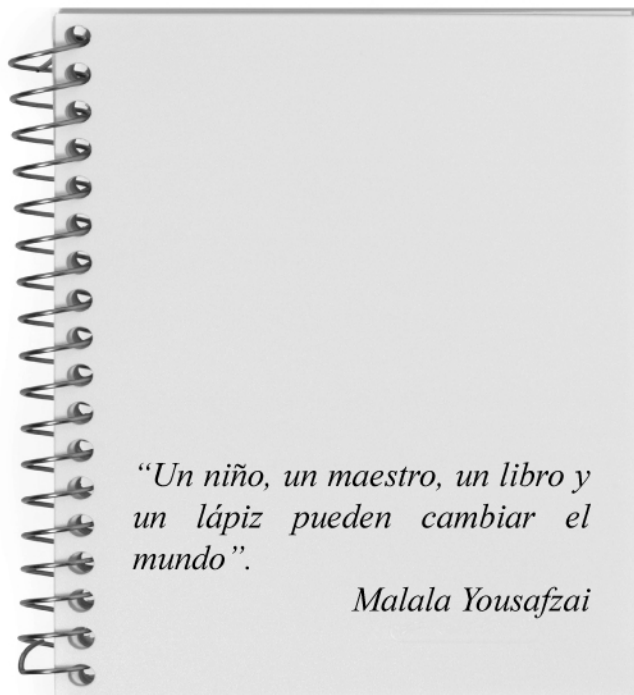 “Un niño, un maestro, un libro y
un lápiz pueden cambiar el
mundo”.
Malala Yousafzai